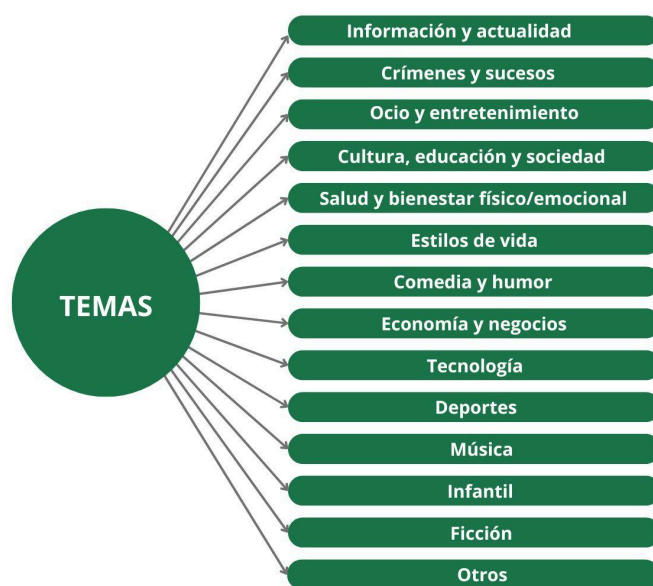 TEMAS
Información y actualidad
Crímenes y sucesos
Ocio y entretenimiento
Cultura, educación y sociedad
Salud y bienestar físico/emocional
Estilos de vida
Comedia y humor
Economía y negocios
Tecnología
Deportes
Música
Infantil
Ficción
Otros